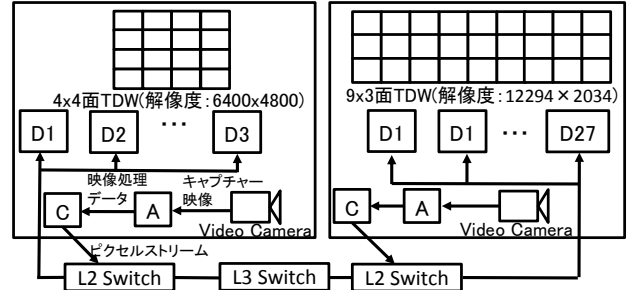 4x4面TDW(解像度:6400x4800)
D1 D2 ··· D3
映像処理
データ
キャプチャー
映像
C A
Video Camera
ピクセルストリーム
9x3面TDW(解像度:12294×2034)
D1 D1 ··· D27
C A
Video Camera
L2 Switch L3 Switch L2 Switch